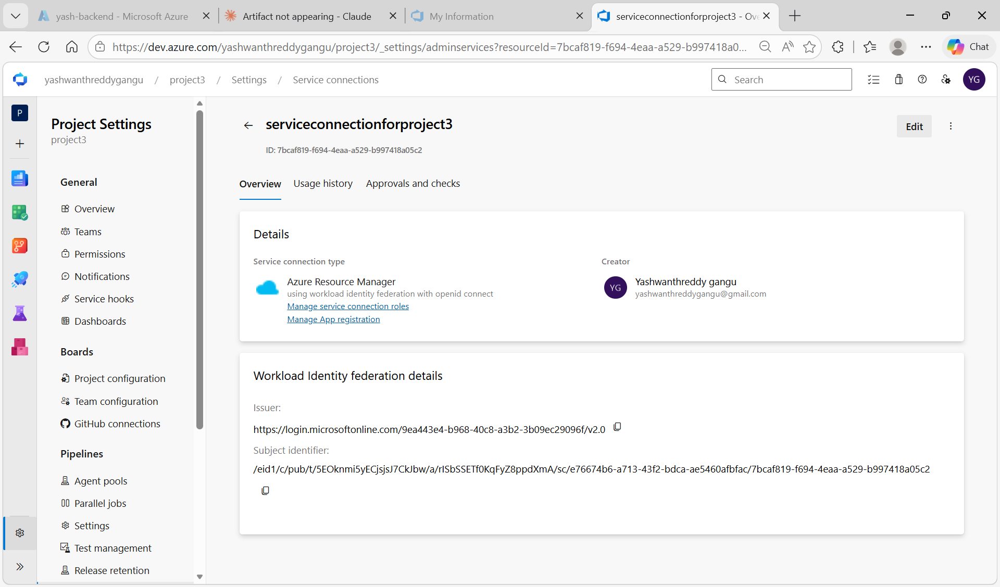 yash-backend - Microsoft Azure
Artifact not appearing - Claude
My Information
serviceconnectionforproject3 - Ove
https://dev.azure.com/yashwanthreddygangu/project3/_settings/adminservices?resourceId=7bcaf819-f694-4eaa-a529-b997418a0...
Chat
yashwanthreddygangu / project3 / Settings / Service connections
Search
YG
P
Project Settings
project3
General
Overview
Teams
Permissions
Notifications
Service hooks
Dashboards
Boards
Project configuration
Team configuration
GitHub connections
Pipelines
Agent pools
Parallel jobs
Settings
Test management
Release retention
serviceconnectionforproject3
Edit
ID: 7bcaf819-f694-4eaa-a529-b997418a05c2
Overview
Usage history
Approvals and checks
Details
Service connection type
Azure Resource Manager
using workload identity federation with openid connect
Manage service connection roles
Manage App registration
Creator
YG
Yashwanthreddy gangu
yashwanthreddygangu@gmail.com
Workload Identity federation details
Issuer:
https://login.microsoftonline.com/9ea443e4-b968-40c8-a3b2-3b09ec29096f/v2.0
Subject identifier:
/eid1/c/pub/t/5EOknmi5yECjsjsJ7CkJbw/a/rISbSSETf0KqFyZ8ppdXmA/sc/e76674b6-a713-43f2-bdca-ae5460afbfac/7bcaf819-f694-4eaa-a529-b997418a05c2